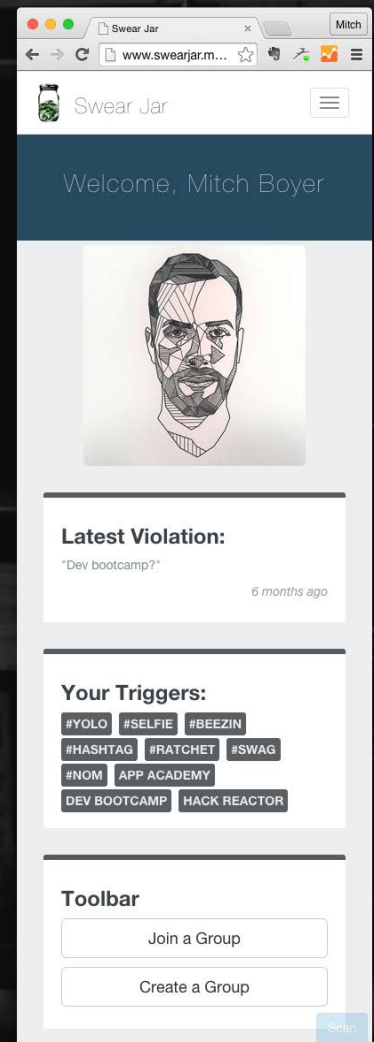 Swear Jar
Mitch
www.swearjar.m...
Swear Jar
Welcome, Mitch Boyer
Latest Violation:
"Dev bootcamp?"
6 months ago
Your Triggers:
#YOLO #SELFIE #BEEZIN
#HASHTAG #RATCHET #SWAG
#NOM APP ACADEMY
DEV BOOTCAMP HACK REACTOR
Toolbar
Join a Group
Create a Group
Scan